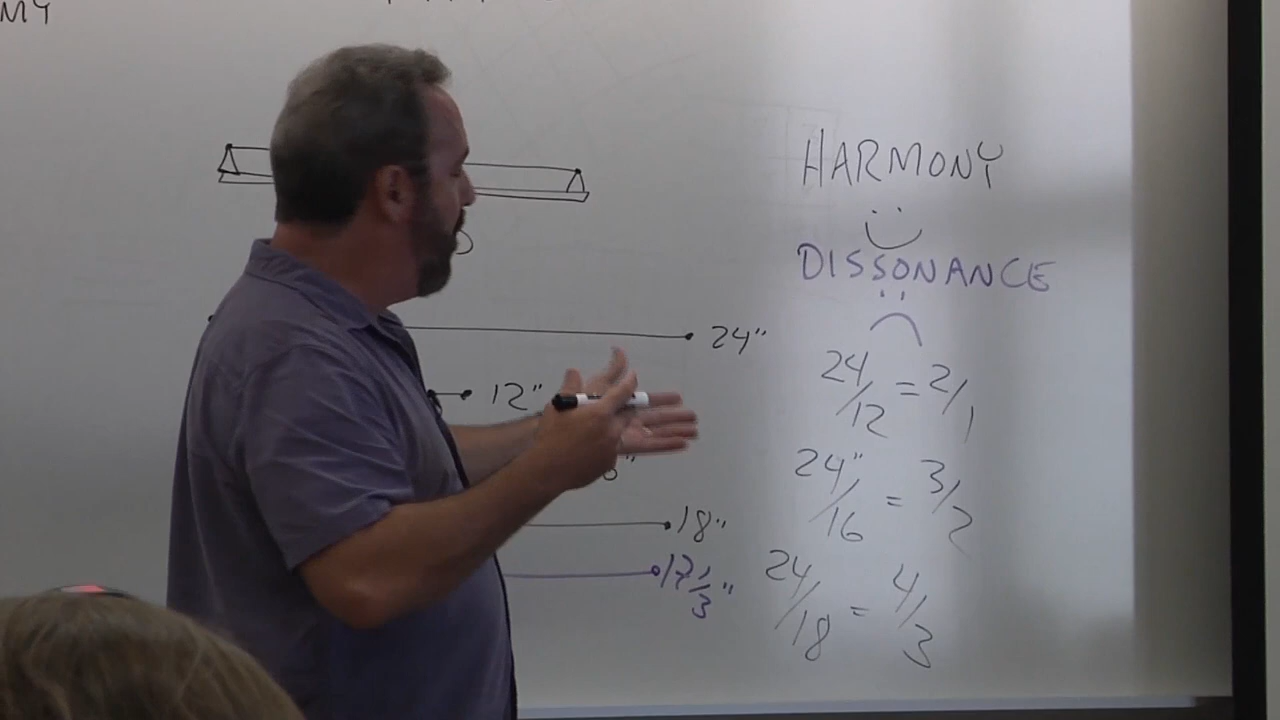 MY
HARMONY
DISSONANCE
24"
12"
18"
17 1/3"
24/12 = 2/1
24"/16 = 3/2
24/18 = 4/3